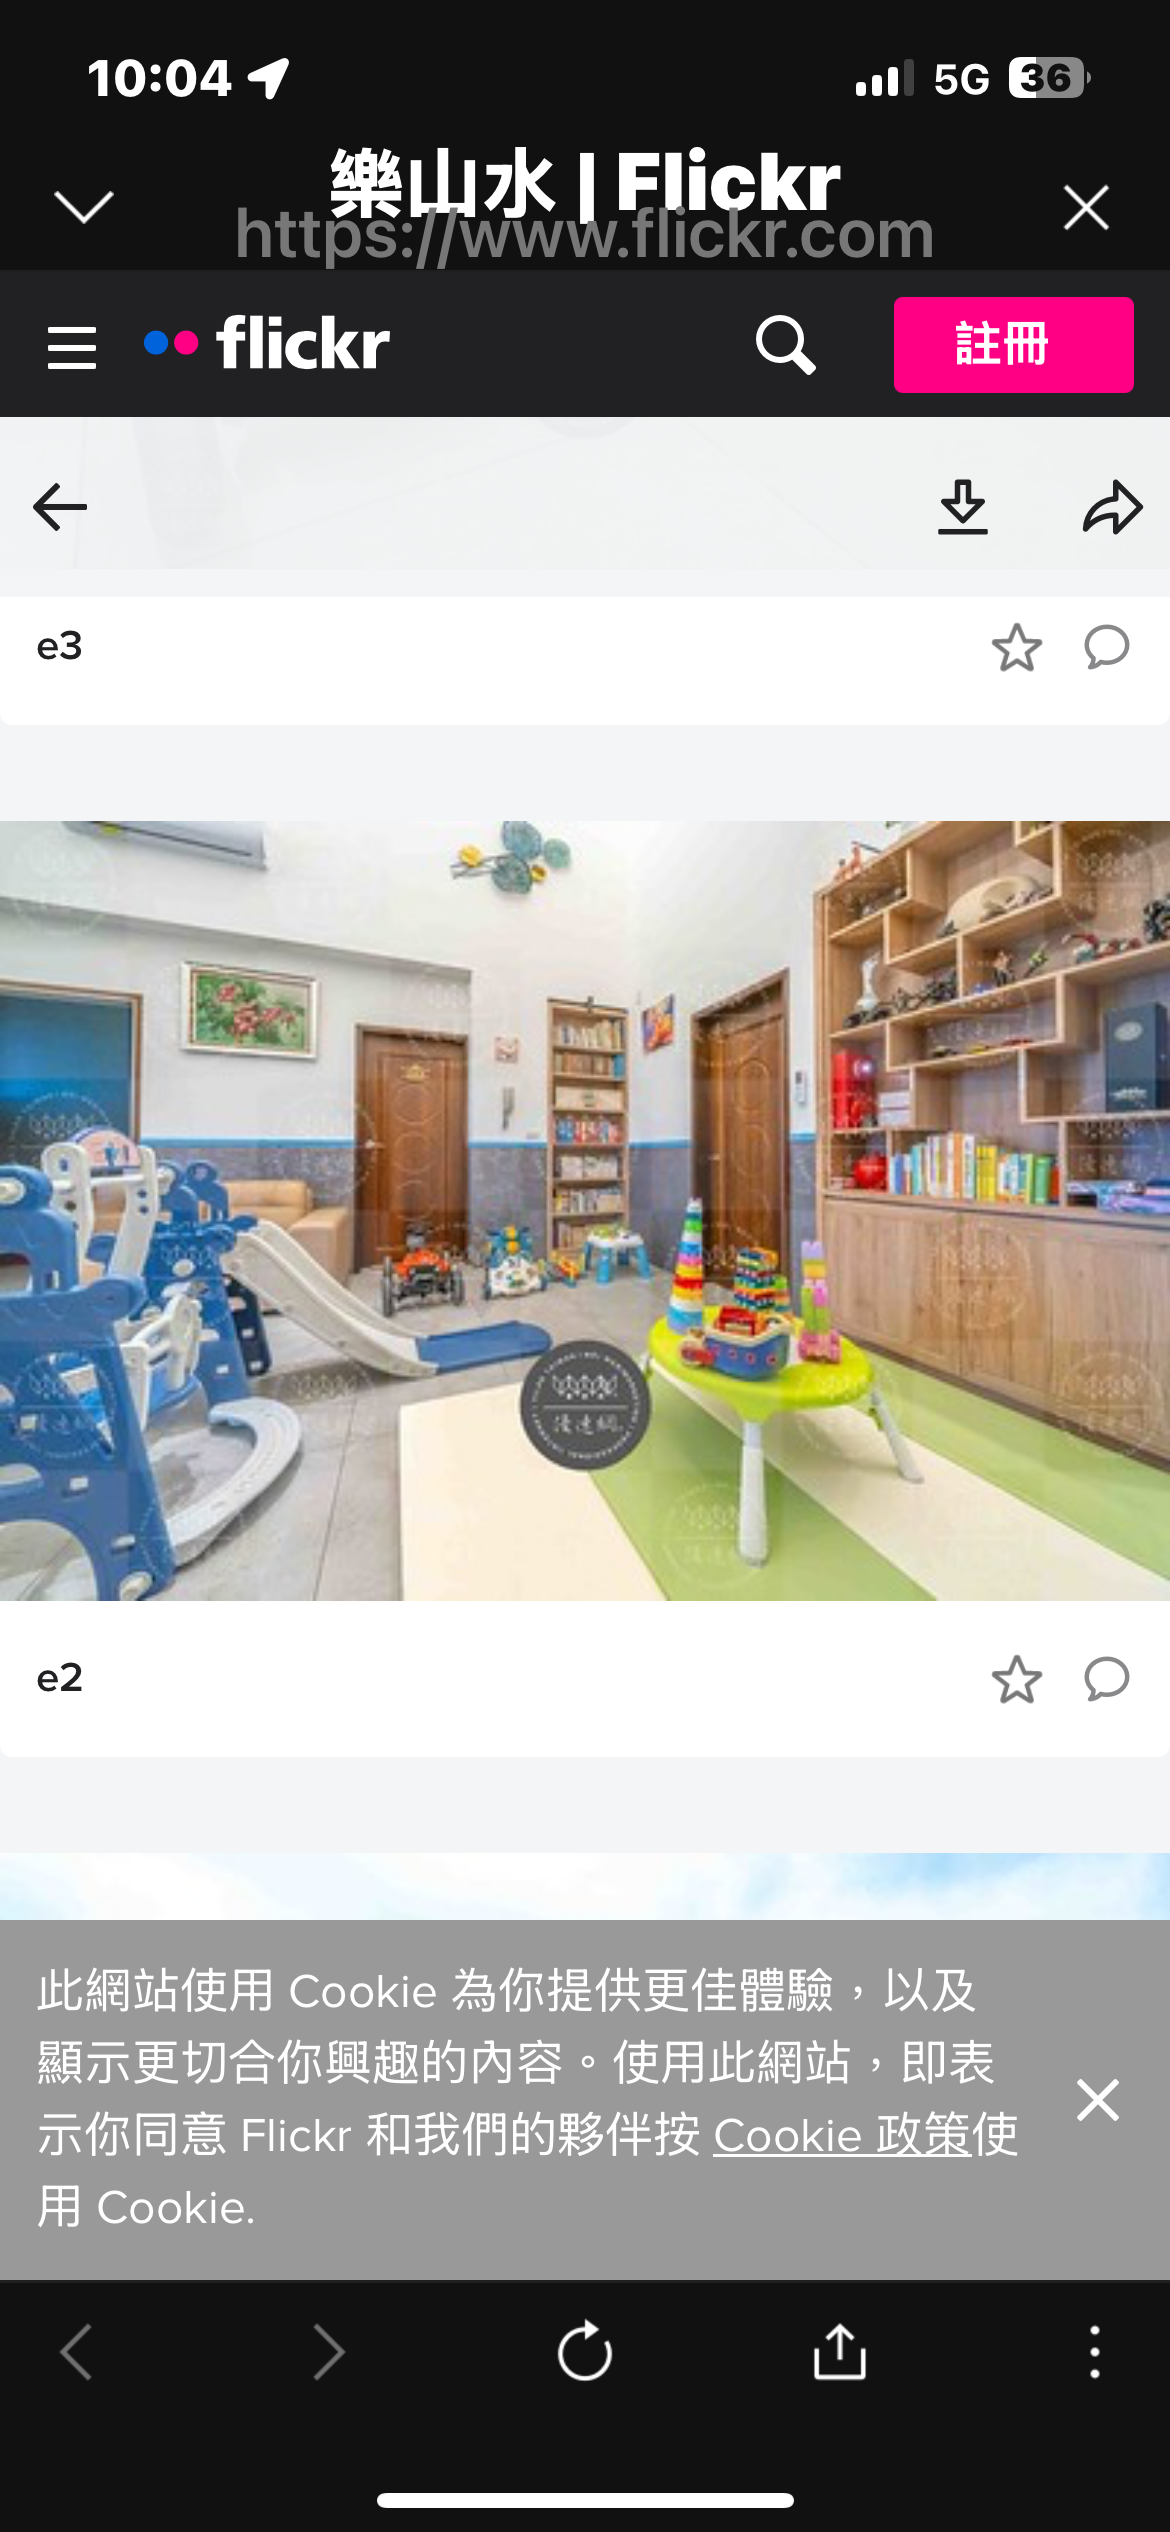 10:04
5G 36
樂山水 | Flickr
https://www.flickr.com
flickr
註冊
e3
漫速網
e2
此網站使用 Cookie 為你提供更佳體驗，以及
顯示更切合你興趣的內容。使用此網站，即表
示你同意 Flickr 和我們的夥伴按 Cookie 政策使
用 Cookie.